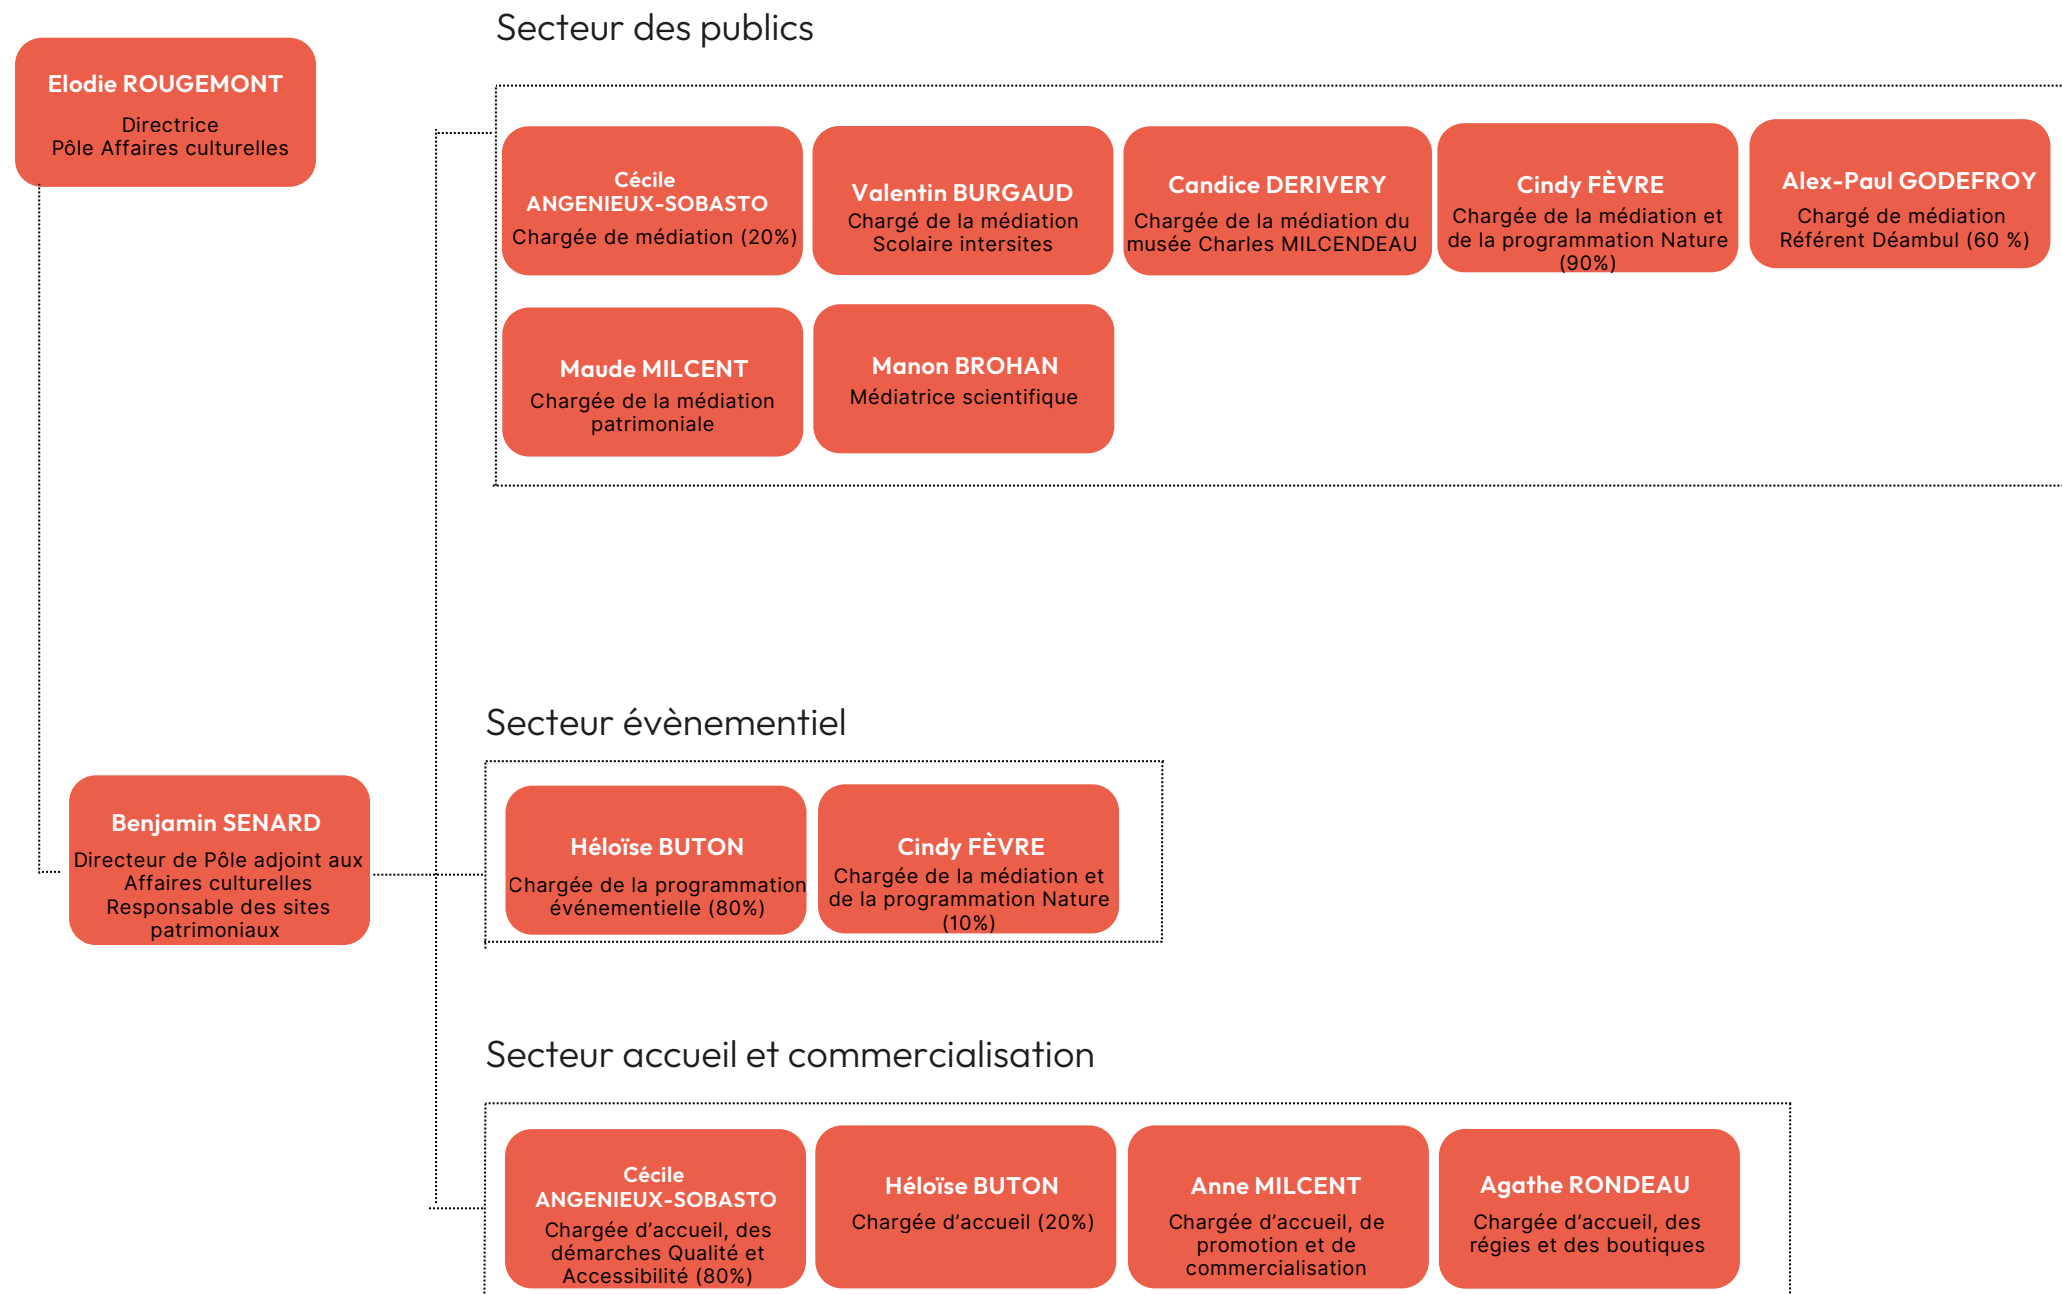 Secteur des publics
Elodie ROUGEMONT
Directrice
Pôle Affaires culturelles
Cécile
ANGENIEUX-SOBASTO
Chargée de médiation (20%)
Valentin BURGAUD
Chargé de la médiation
Scolaire intersites
Candice DERIVERY
Chargée de la médiation du
musée Charles MILCENDEAU
Cindy FÈVRE
Chargée de la médiation et
de la programmation Nature
(90%)
Alex-Paul GODEFROY
Chargé de médiation
Référent Déambul (60 %)
Maude MILCENT
Chargée de la médiation
patrimoniale
Manon BROHAN
Médiatrice scientifique
Secteur évènementiel
Benjamin SENARD
Directeur de Pôle adjoint aux
Affaires culturelles
Responsable des sites
patrimoniaux
Héloïse BUTON
Chargée de la programmation
événementielle (80%)
Cindy FÈVRE
Chargée de la médiation et
de la programmation Nature
(10%)
Secteur accueil et commercialisation
Cécile
ANGENIEUX-SOBASTO
Chargée d’accueil, des
démarches Qualité et
Accessibilité (80%)
Héloïse BUTON
Chargée d’accueil (20%)
Anne MILCENT
Chargée d’accueil, de
promotion et de
commercialisation
Agathe RONDEAU
Chargée d’accueil, des
régies et des boutiques